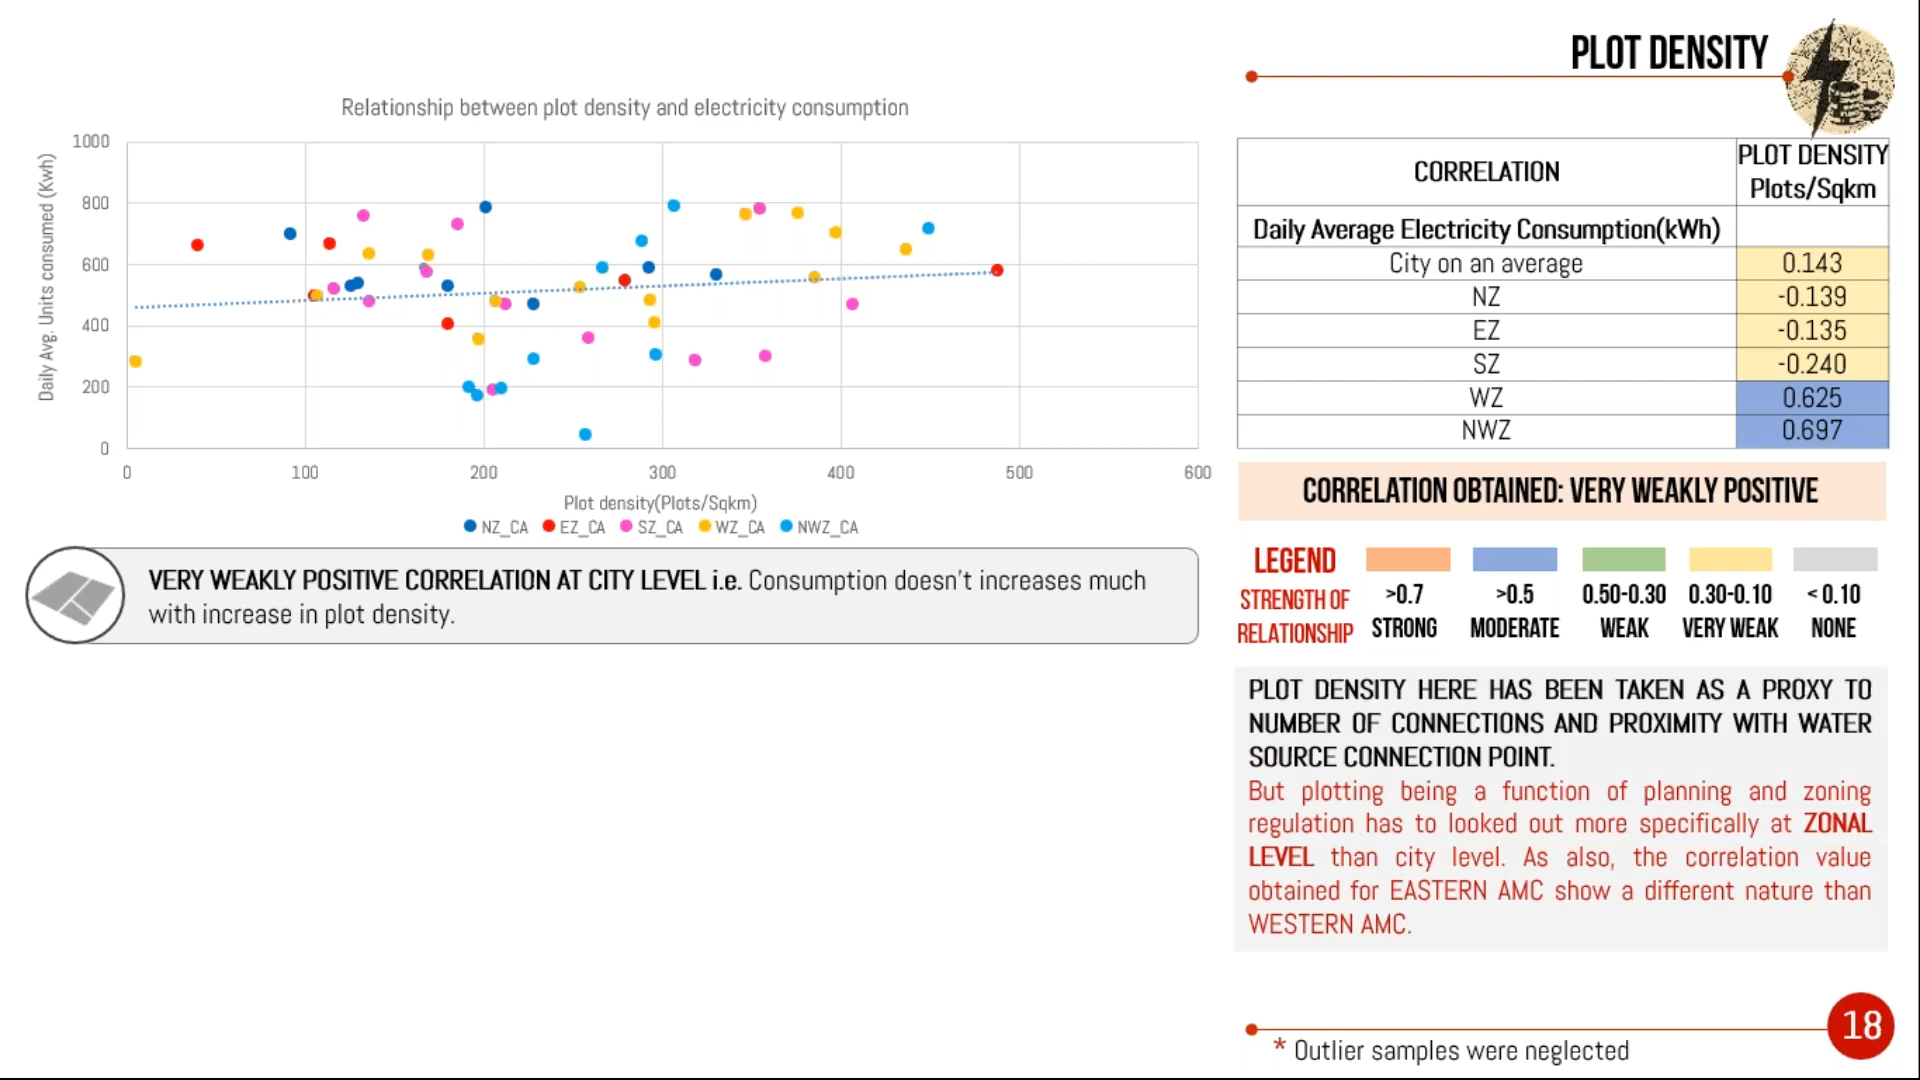 PLOT DENSITY
Relationship between plot density and electricity consumption
Daily Avg. Units consumed (Kwh)
1000
800
600
400
200
0
0 100 200 300 400 500 600
Plot density(Plots/Sqkm)
NZ_CA EZ_CA SZ_CA WZ_CA NWZ_CA
VERY WEAKLY POSITIVE CORRELATION AT CITY LEVEL i.e. Consumption doesn't increases much
with increase in plot density.
CORRELATION PLOT DENSITY
Plots/Sqkm
Daily Average Electricity Consumption(kWh)
City on an average 0.143
NZ -0.139
EZ -0.135
SZ -0.240
WZ 0.625
NWZ 0.697
CORRELATION OBTAINED: VERY WEAKLY POSITIVE
LEGEND
STRENGTH OF
RELATIONSHIP
>0.7 >0.5 0.50-0.30 0.30-0.10 < 0.10
STRONG MODERATE WEAK VERY WEAK NONE
PLOT DENSITY HERE HAS BEEN TAKEN AS A PROXY TO
NUMBER OF CONNECTIONS AND PROXIMITY WITH WATER
SOURCE CONNECTION POINT.
But plotting being a function of planning and zoning
regulation has to looked out more specifically at ZONAL
LEVEL than city level. As also, the correlation value
obtained for EASTERN AMC show a different nature than
WESTERN AMC.
18
* Outlier samples were neglected